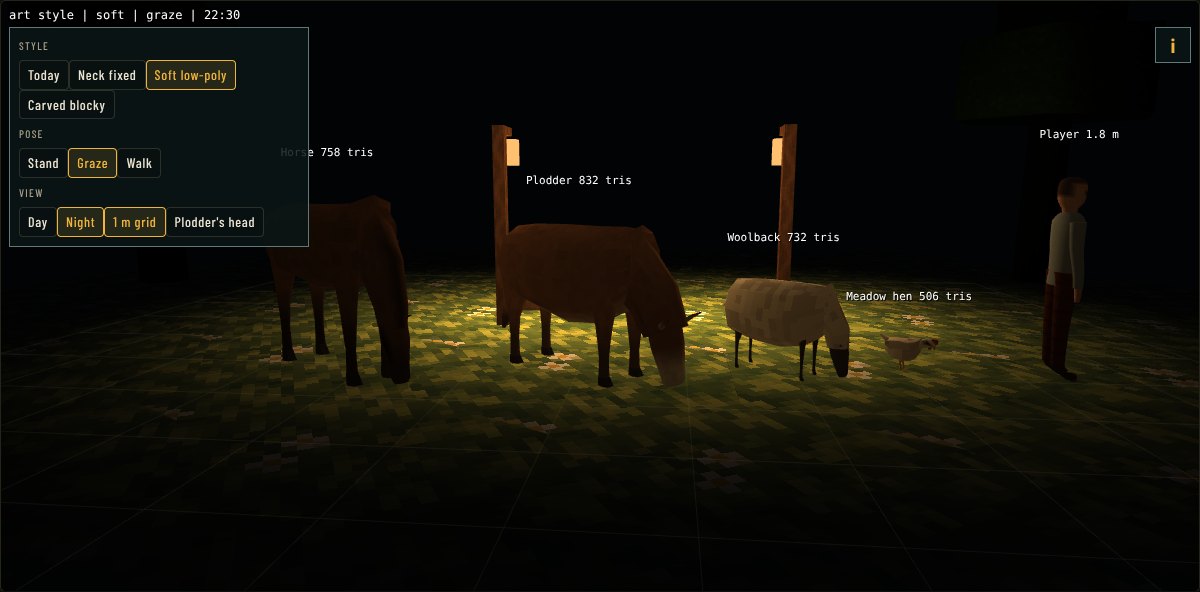 art style | soft | graze | 22:30
STYLE
Today Neck fixed Soft low-poly
Carved blocky
POSE
Stand Graze Walk
VIEW
Day Night 1 m grid Plodder's head
i
Horse 758 tris
Plodder 832 tris
Woolback 732 tris
Meadow hen 506 tris
Player 1.8 m